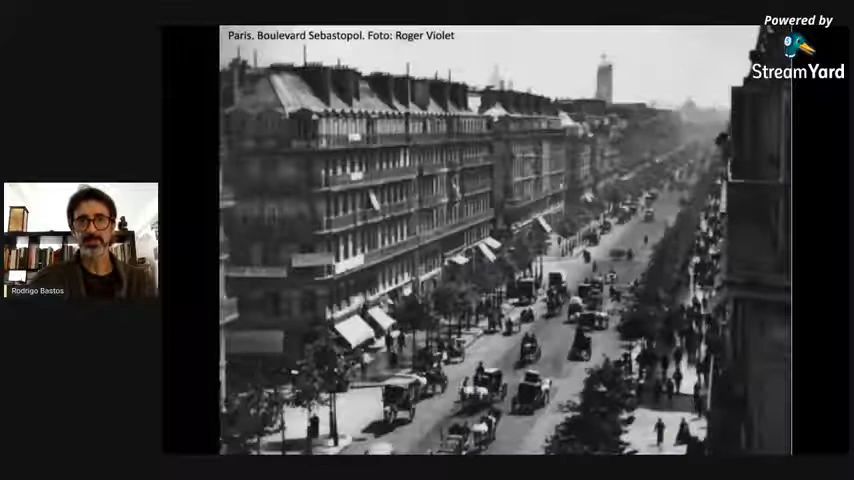 Paris. Boulevard Sebastopol. Foto: Roger Violet
Powered by
StreamYard
Rodrigo Bastos